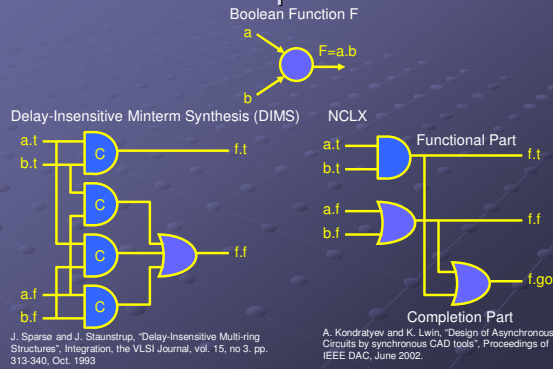 Boolean Function F
a
F=a.b
b
Delay-Insensitive Minterm Synthesis (DIMS)
NCLX
a.t
b.t
C
f.t
C
C
f.f
a.f
b.f
C
a.t
b.t
Functional Part
f.t
a.f
b.f
f.f
f.go
Completion Part
J. Sparsø and J. Staunstrup, “Delay-Insensitive Multi-ring
Structures”, Integration, the VLSI Journal, vol. 15, no 3. pp.
313-340, Oct. 1993
A. Kondratyev and K. Lwin, “Design of Asynchronous
Circuits by synchronous CAD tools”, Proceedings of
IEEE DAC, June 2002.